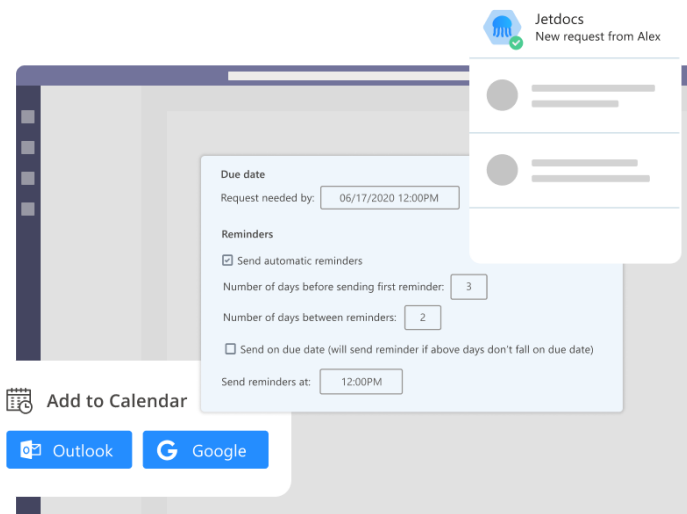 Jetdocs
New request from Alex
Due date
Request needed by: 06/17/2020 12:00PM
Reminders
Send automatic reminders
Number of days before sending first reminder: 3
Number of days between reminders: 2
Send on due date (will send reminder if above days don't fall on due date)
Send reminders at: 12:00PM
Add to Calendar
Outlook
Google